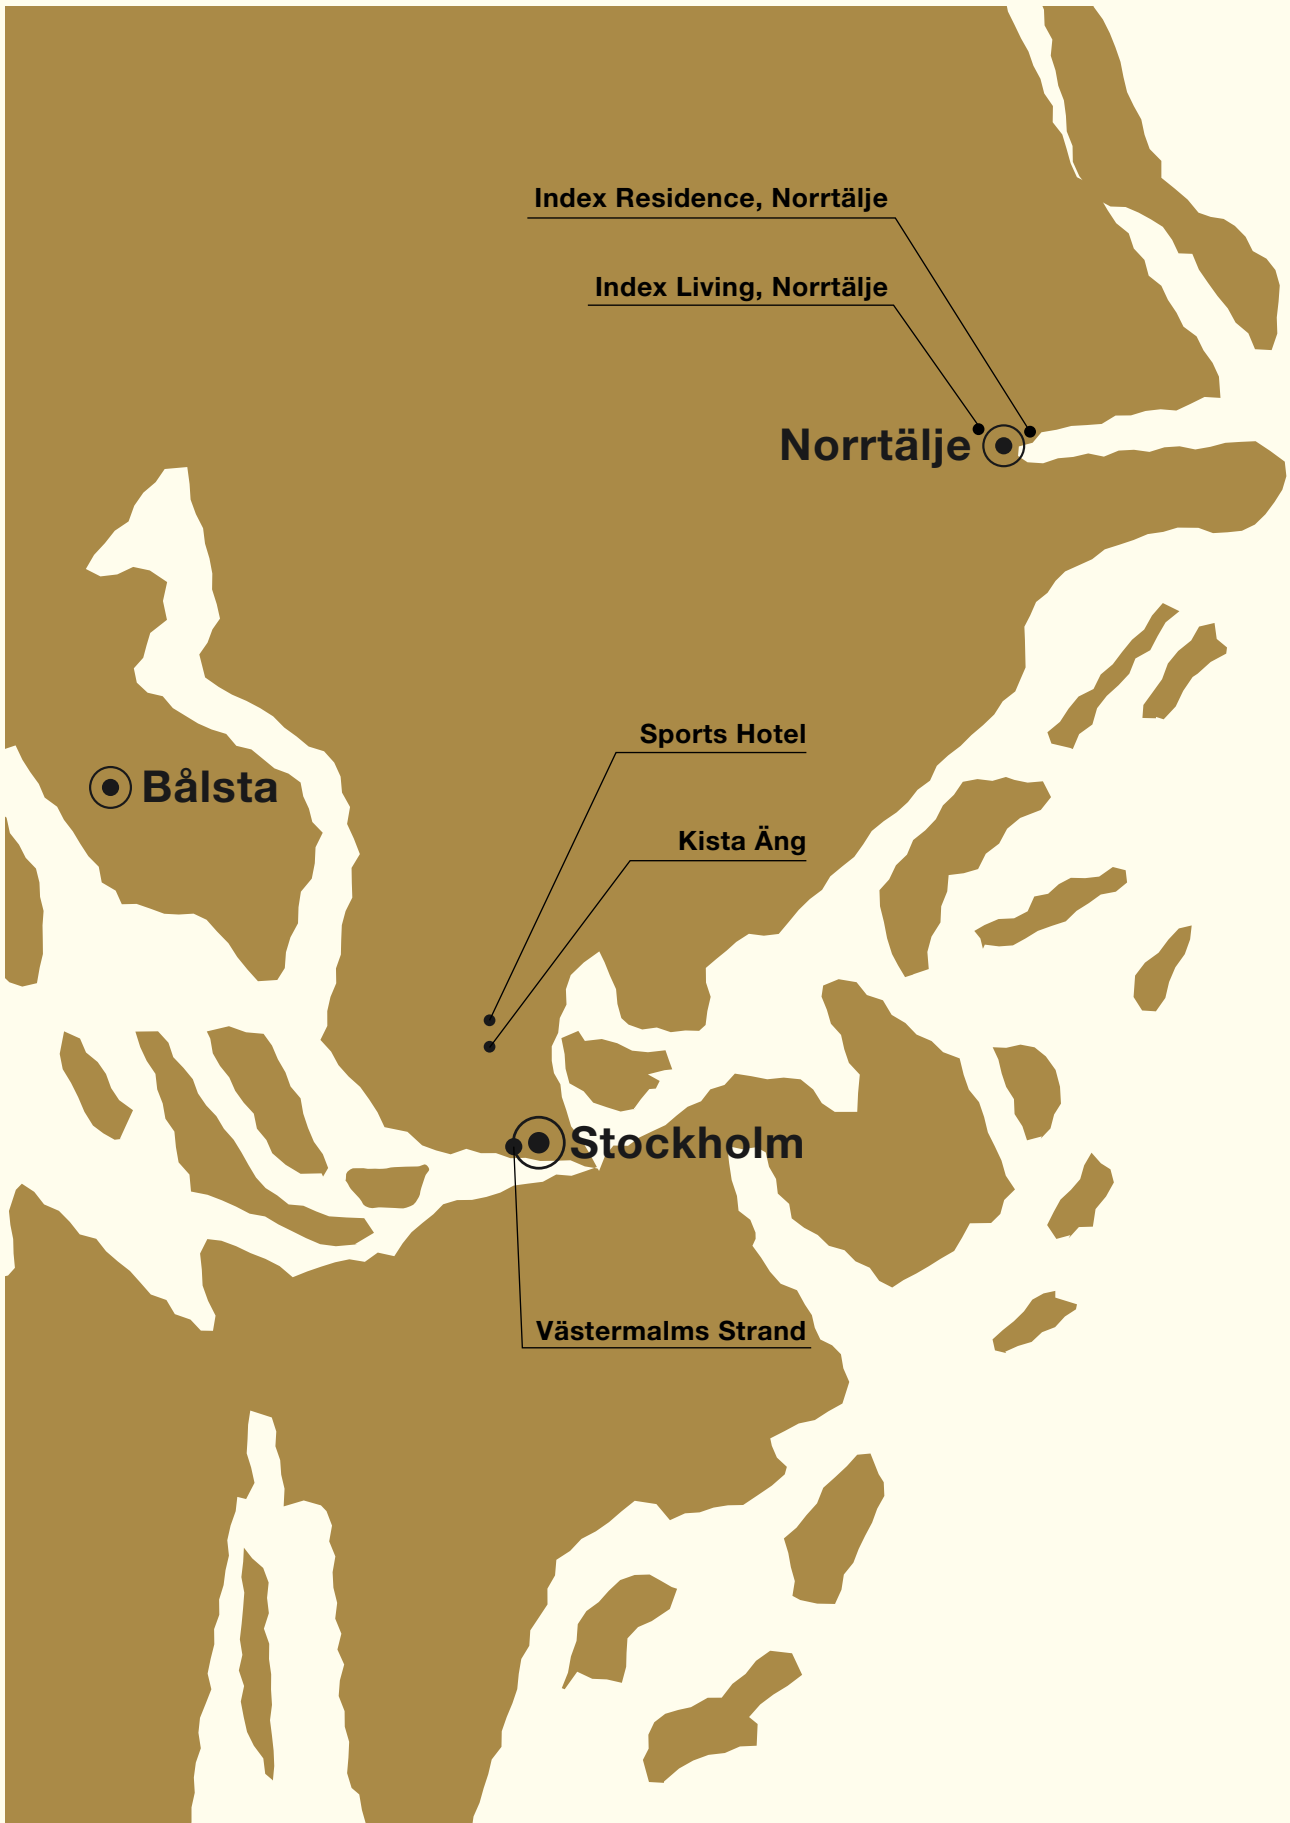 Index Residence, Norrtälje
Index Living, Norrtälje
Norrtälje
Sports Hotel
Bålsta
Kista Äng
Stockholm
Västermalms Strand